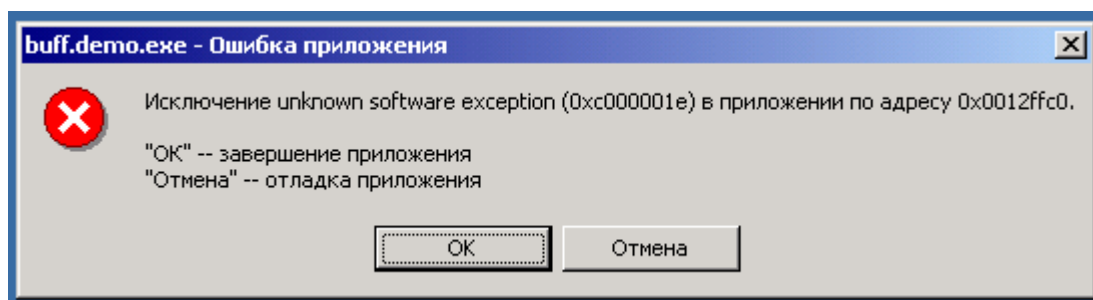 buff.demo.exe - Ошибка приложения
Исключение unknown software exception (0xc000001e) в приложении по адресу 0x0012ffc0.
"ОК" -- завершение приложения
"Отмена" -- отладка приложения
ОК
Отмена